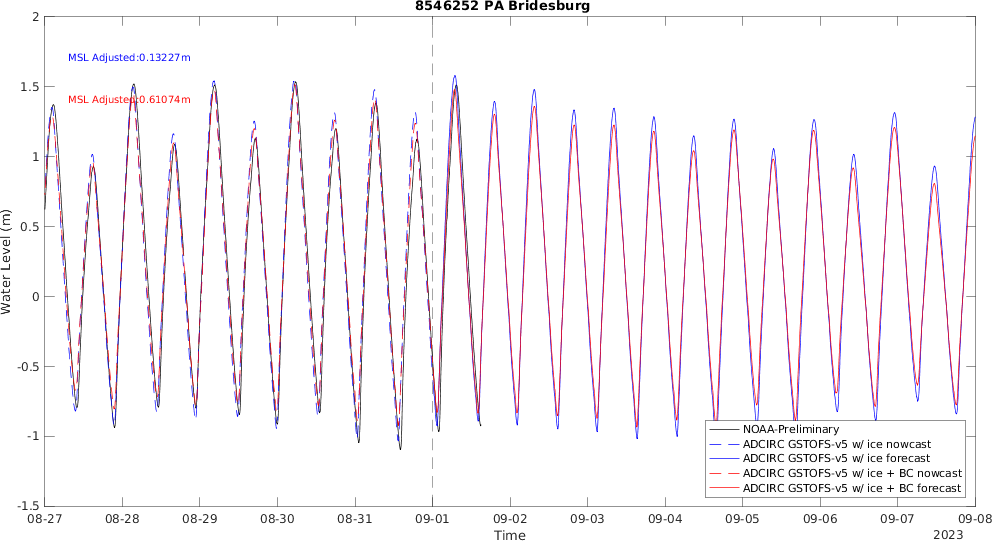 8546252 PA Bridesburg
MSL Adjusted:0.13227m
MSL Adjusted:0.61074m
Water Level (m)
2
1.5
1
0.5
0
-0.5
-1
-1.5
08-27 08-28 08-29 08-30 08-31 09-01 09-02 09-03 09-04 09-05 09-06 09-07 09-08
Time
2023
NOAA-Preliminary
ADCIRC GSTOFS-v5 w/ ice nowcast
ADCIRC GSTOFS-v5 w/ ice forecast
ADCIRC GSTOFS-v5 w/ ice + BC nowcast
ADCIRC GSTOFS-v5 w/ ice + BC forecast